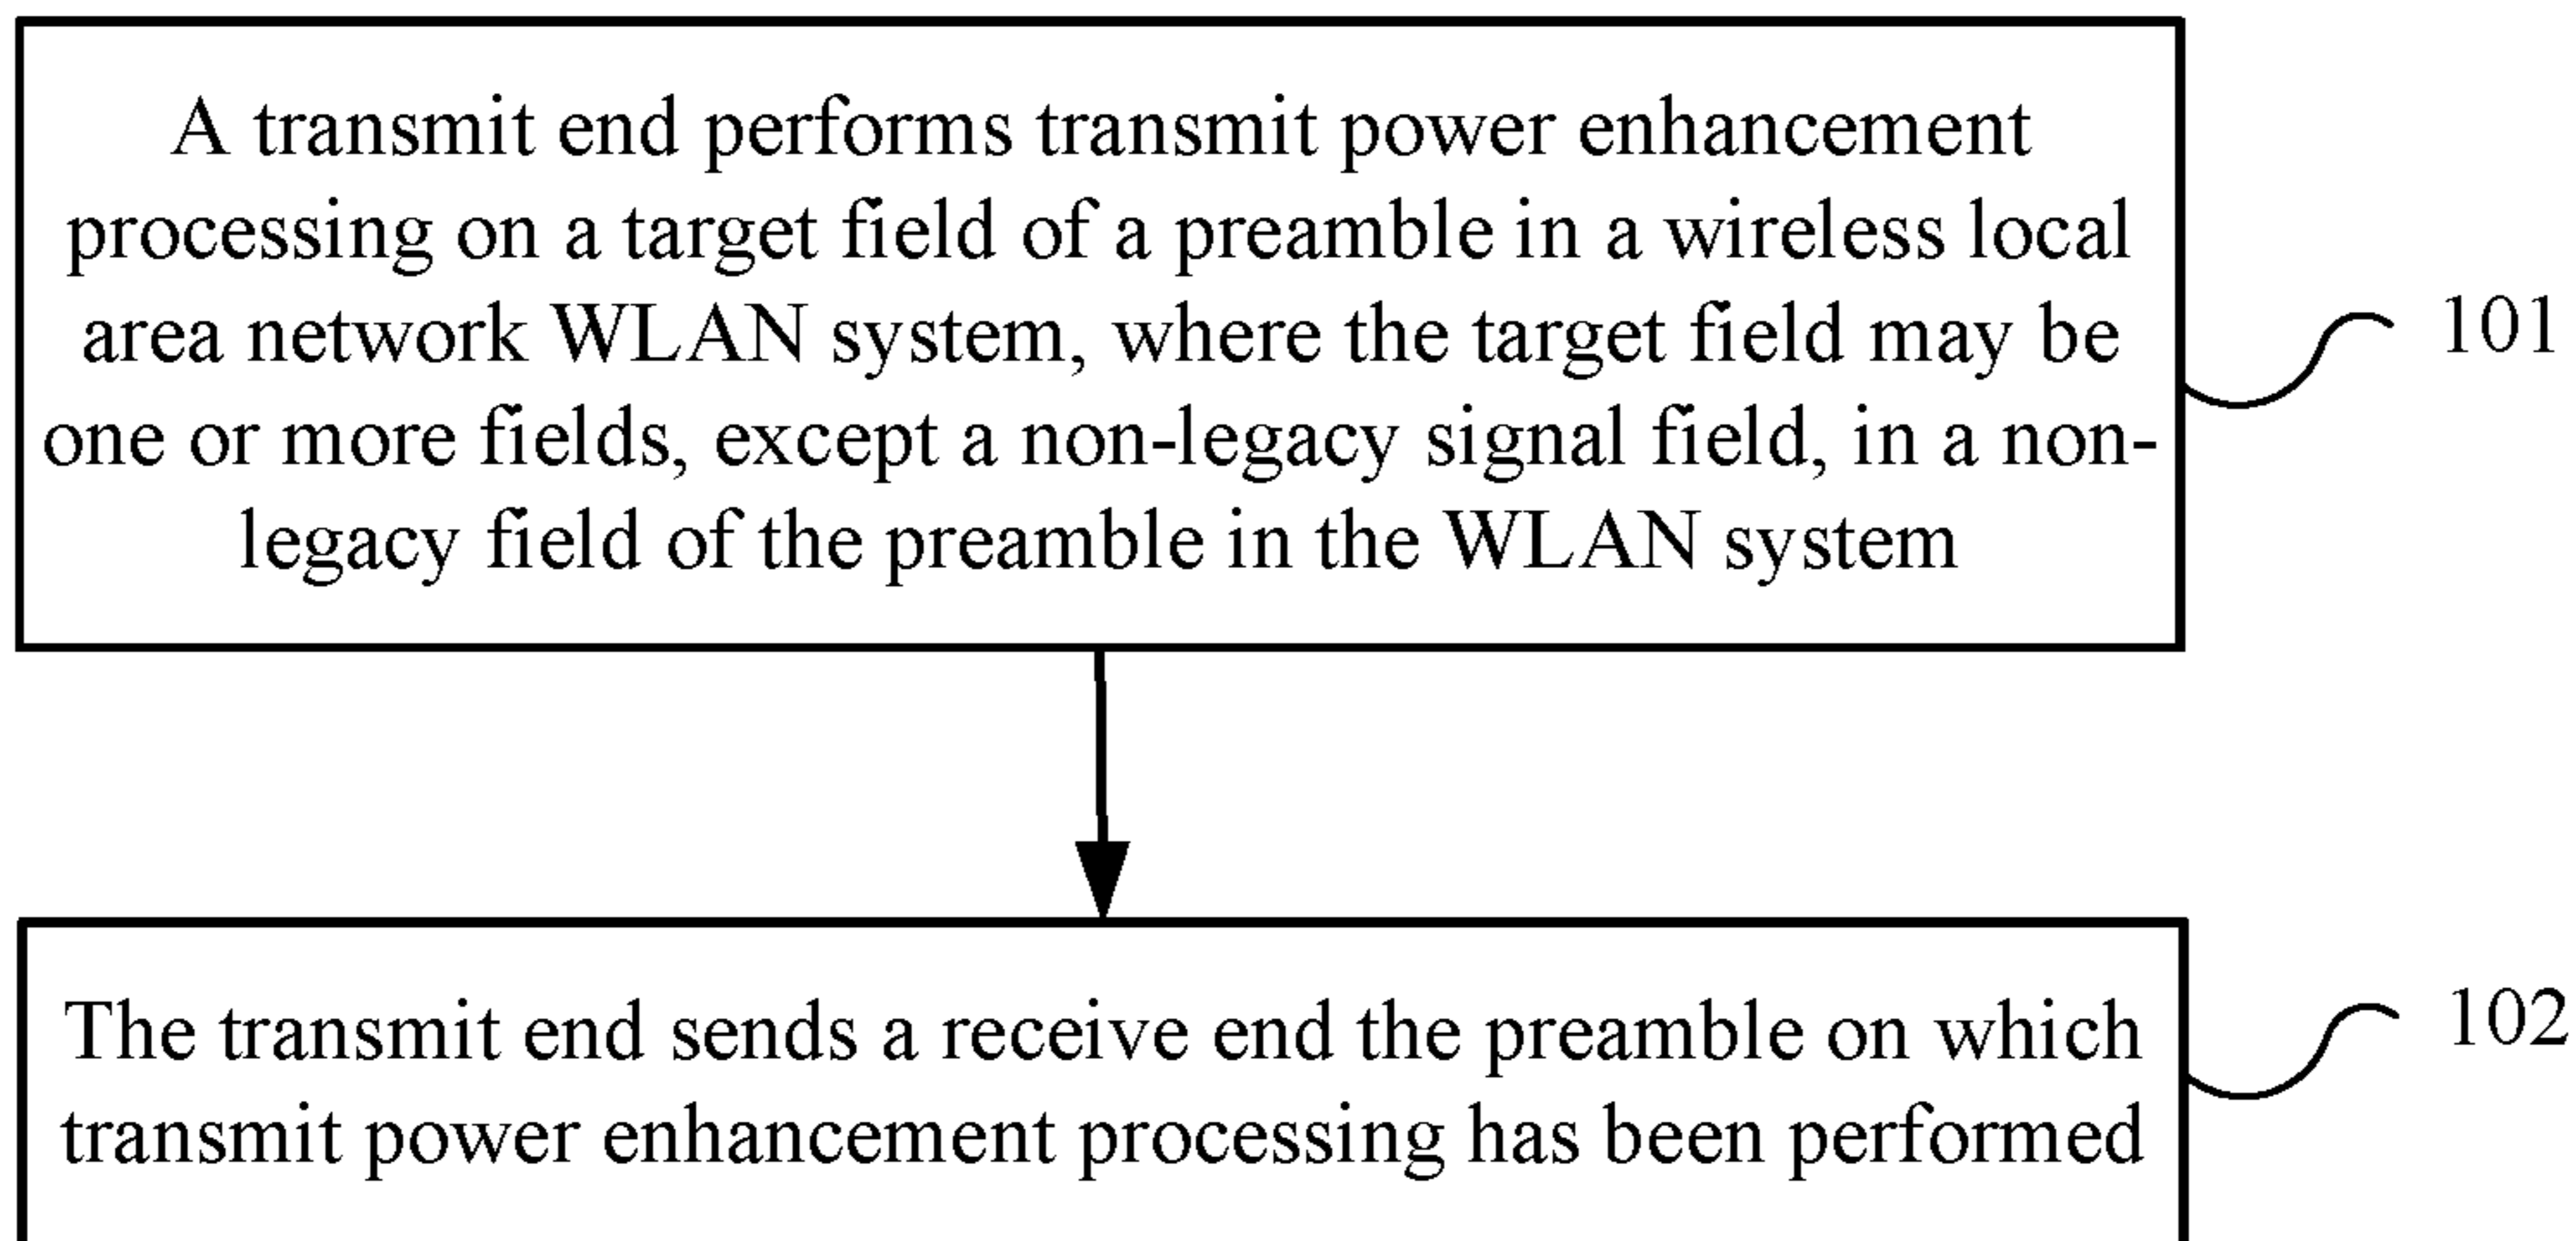 A transmit end performs transmit power enhancement
processing on a target field of a preamble in a wireless local
area network WLAN system, where the target field may be
one or more fields, except a non-legacy signal field, in a non-
legacy field of the preamble in the WLAN system
101
The transmit end sends a receive end the preamble on which
transmit power enhancement processing has been performed
102